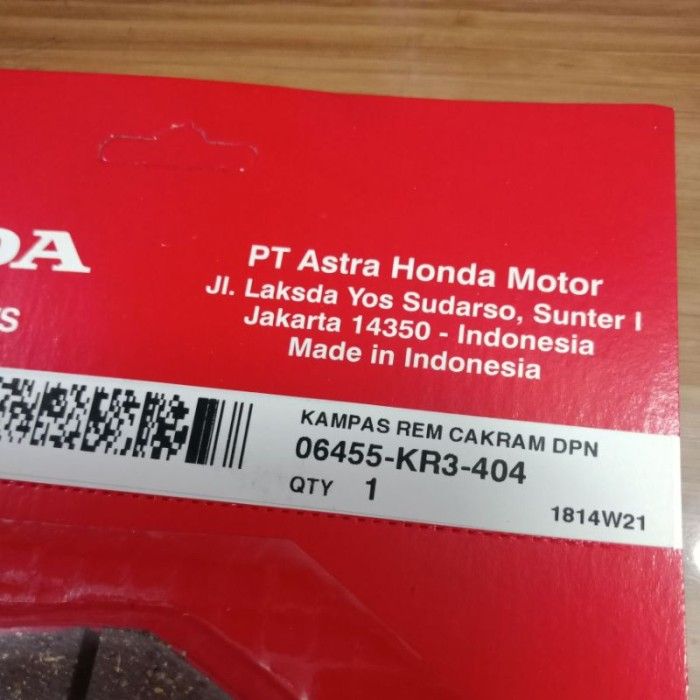 PT Astra Honda Motor
Jl. Laksda Yos Sudarso, Sunter I
Jakarta 14350 - Indonesia
Made in Indonesia
KAMPAS REM CAKRAM DPN
06455-KR3-404
QTY 1
1814W21